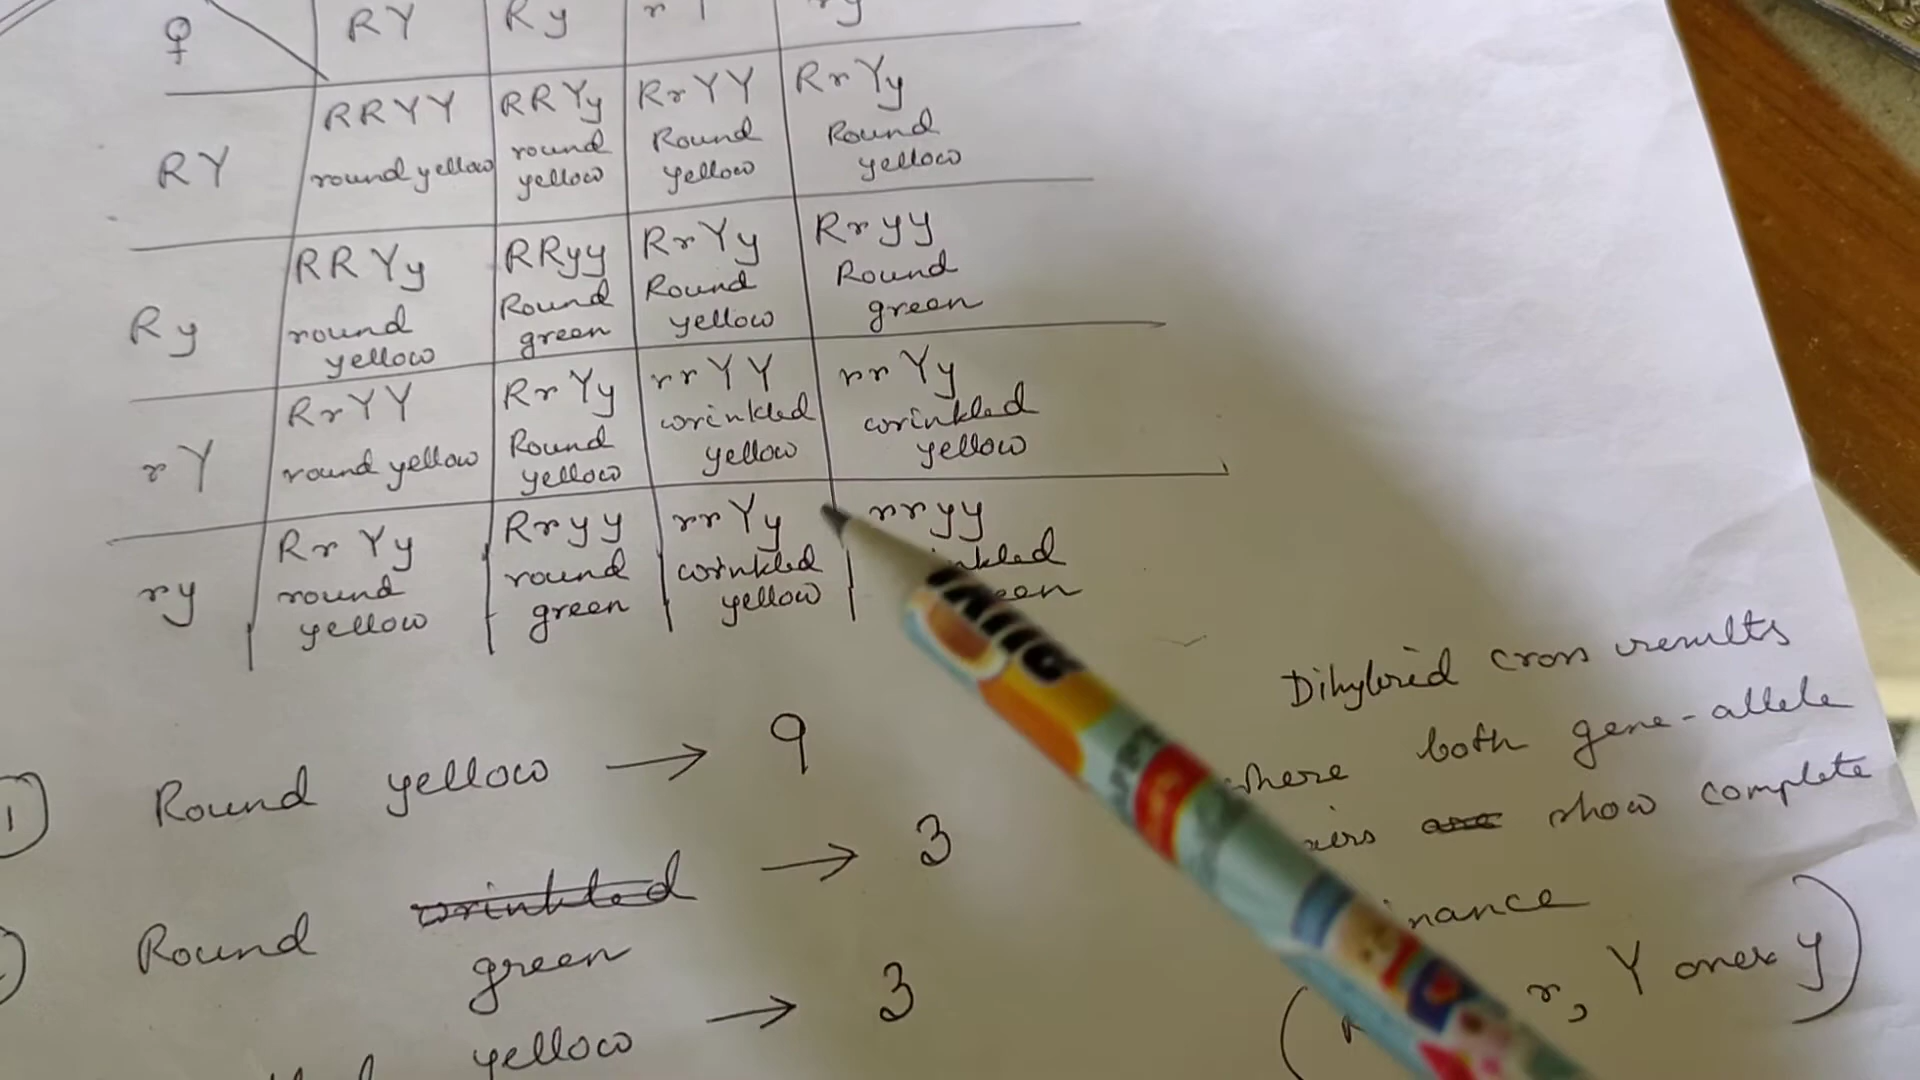 ♀ RY Ry r ry
RY RRYY RRYy RrYY RrYy
round yellow round yellow Round yellow Round yellow
Ry RRYy RRyy RrYy Rryy
round yellow Round green Round yellow Round green
rY RrYY RrYy rrYY rrYy
round yellow Round yellow wrinkled yellow wrinkled yellow
ry RrYy Rryy rrYy rryy
round yellow round green wrinkled yellow
1 Round yellow → 9
Round wrinkled green → 3
yellow → 3
Dihybrid cross results
where both gene-allele
are show complete
r, Y over y)